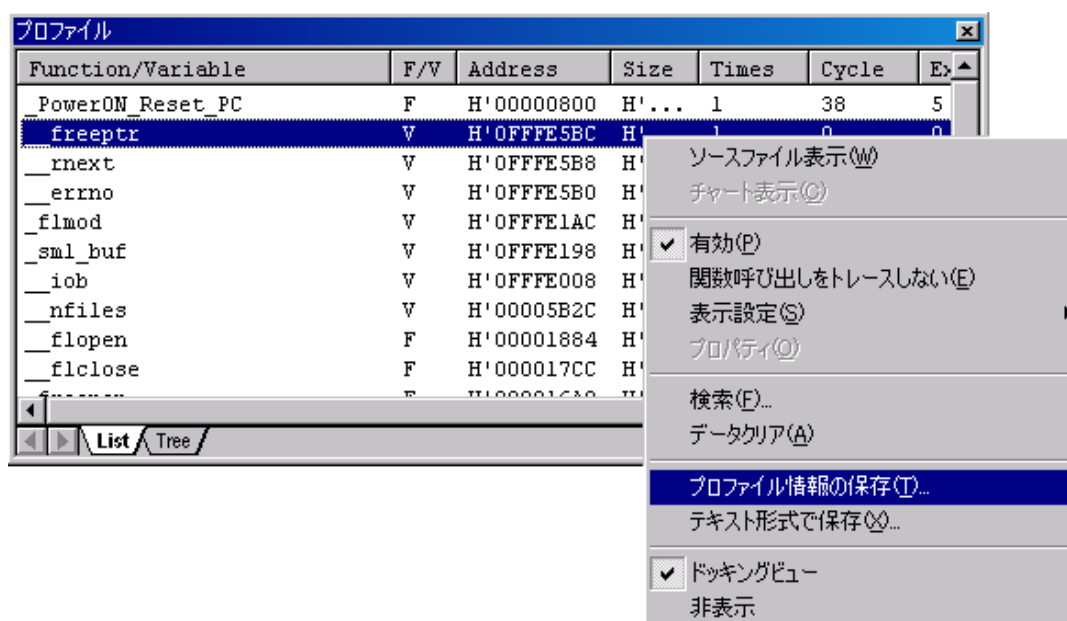 プロファイル
Function/Variable F/V Address Size Times Cycle
_PowerON_Reset_PC F H'00000800 H'... 1 38 5
__freeptr V H'0FFFE5BC H' 1 0 0
__rnext V H'0FFFE5B8 H'
__errno V H'0FFFE5B0 H'
_flmod V H'0FFFE1AC H'
_sml_buf V H'0FFFE198 H'
__iob V H'0FFFE008 H'
__nfiles V H'00005B2C H'
__flopen F H'00001884 H'
__flclose F H'000017CC H'
List Tree
ソースファイル表示(W)
チャート表示(C)
有効(P)
関数呼び出しをトレースしない(E)
表示設定(S)
プロパティ(O)
検索(F)...
データクリア(A)
プロファイル情報の保存(T)...
テキスト形式で保存(X)...
ドッキングビュー
非表示